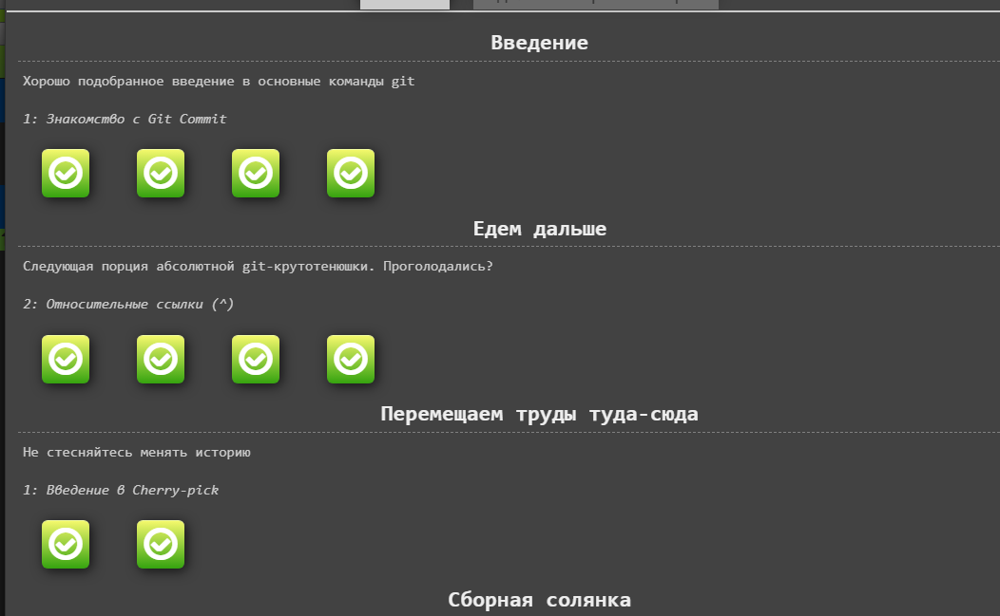 Введение
Хорошо подобранное введение в основные команды git
1: Знакомство с Git Commit
Едем дальше
Следующая порция абсолютной git-крутотенюшки. Проголодались?
2: Относительные ссылки (^)
Перемещаем труды туда-сюда
Не стесняйтесь менять историю
1: Введение в Cherry-pick
Сборная солянка